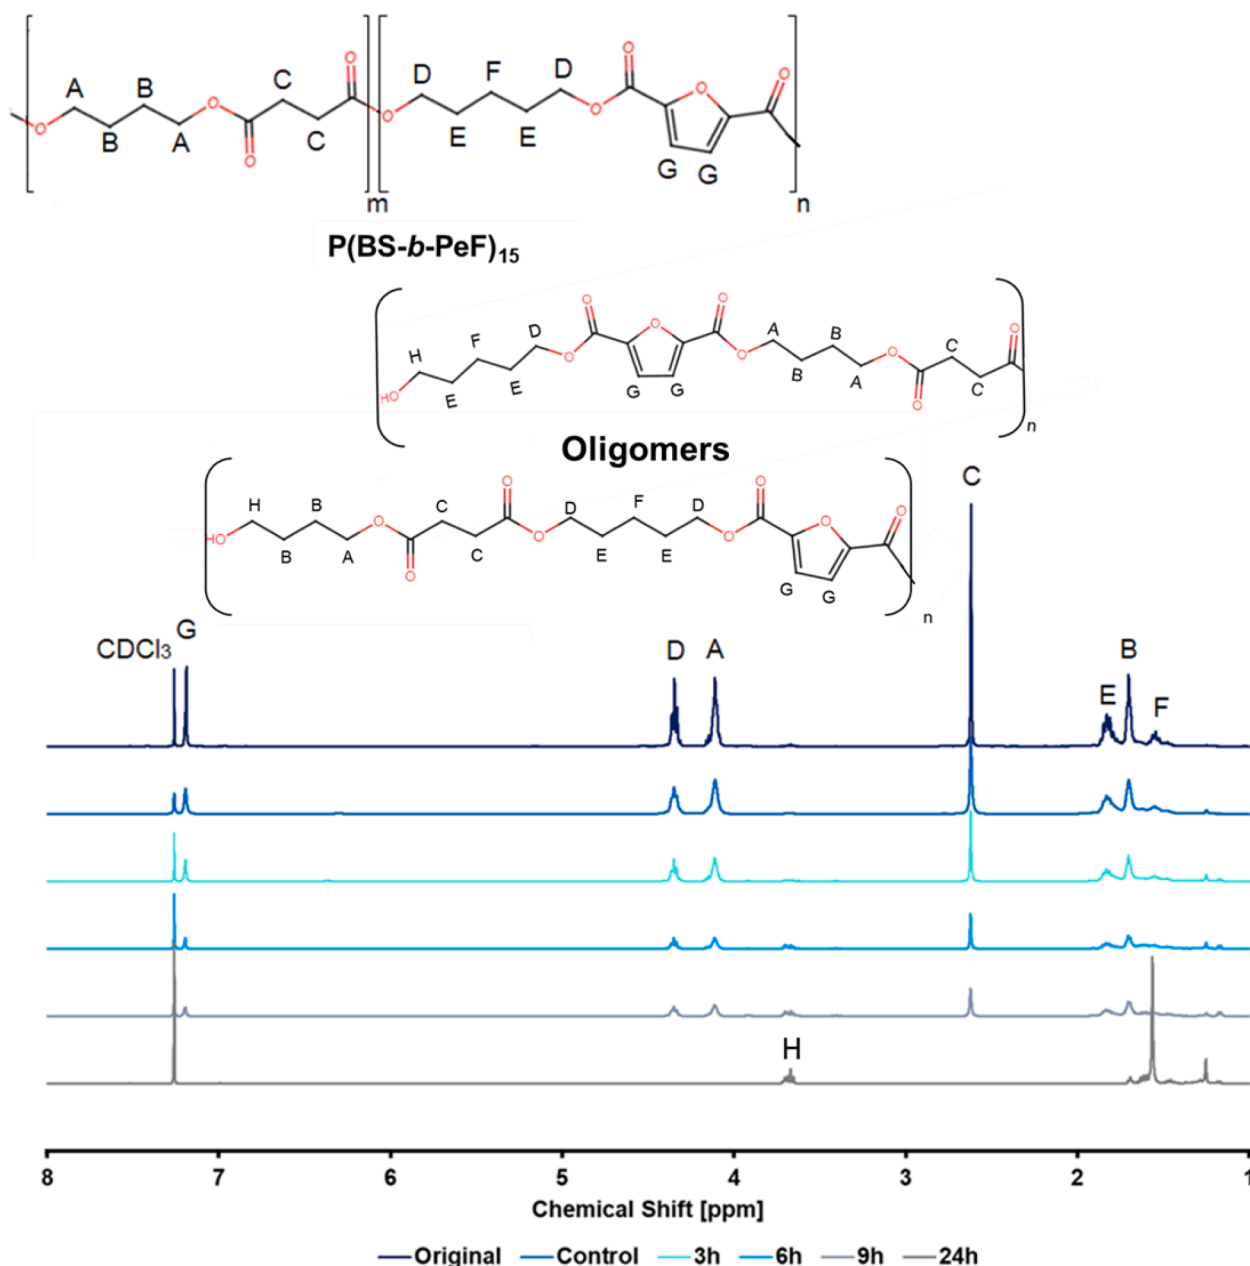 A B C O D F D O O
O O O O
B A O C E E G G
m n
P(BS-b-PeF)15
O O O A B C O
H F D O O O
HO E E G G B A O C
n
Oligomers
C
H B O C O D F D O O O
HO B A O C O E E O G G
n
CDCl3 G D A E B F
H
8 7 6 5 4 3 2 1
Chemical Shift [ppm]
Original Control 3h 6h 9h 24h